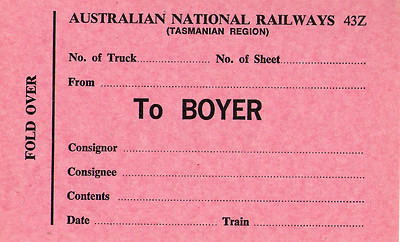 AUSTRALIAN NATIONAL RAILWAYS 43Z
(TASMANIAN REGION)
FOLD OVER
No. of Truck.................... No. of Sheet....................
From ....................
To BOYER
Consignor ....................
Consignee ....................
Contents ....................
Date .................... Train ....................